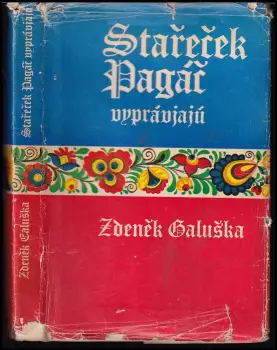 Stařeček
Pagáč
vyprávjajú
Zdeněk Galuška
Stařeček Pagáč vyprávjajú
Zdeněk Galuška